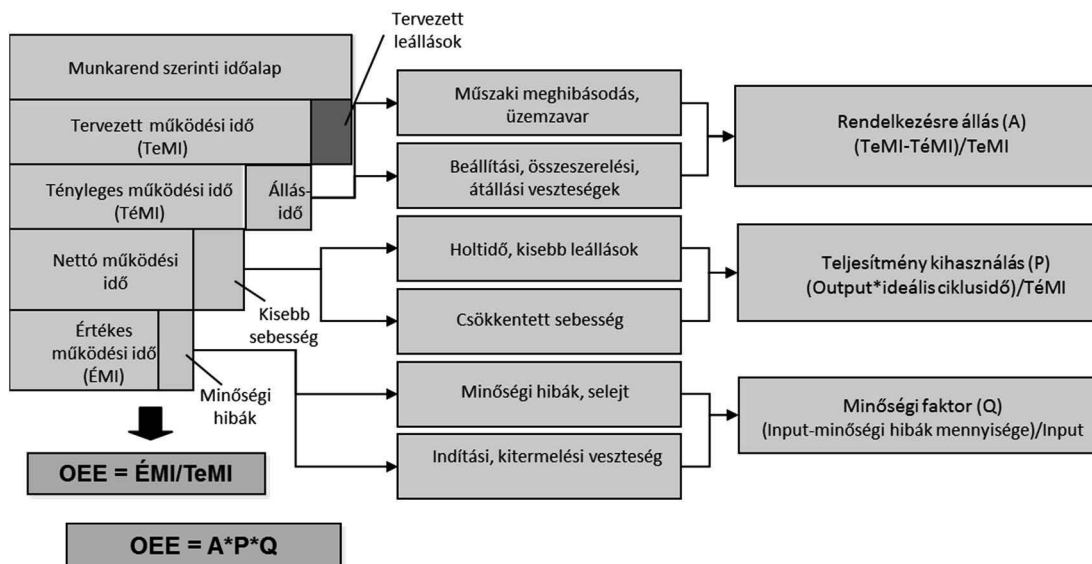 Tervezett
leállások
Munkarend szerinti időalap
Tervezett működési idő
(TeMI)
Tényleges működési idő
(TéMI)
Állás-
idő
Nettó működési
idő
Kisebb
sebesség
Értékes
működési idő
(ÉMI)
Minőségi
hibák
OEE = ÉMI/TeMI
OEE = A*P*Q
Műszaki meghibásodás,
üzemzavar
Beállítási, összeszerelési,
átállási veszteségek
Holtidő, kisebb leállások
Csökkentett sebesség
Minőségi hibák, selejt
Indítási, kitermelési veszteség
Rendelkezésre állás (A)
(TeMI-TéMI)/TeMI
Teljesítmény kihasználás (P)
(Output*ideális ciklusidő)/TéMI
Minőségi faktor (Q)
(Input-minőségi hibák mennyisége)/Input